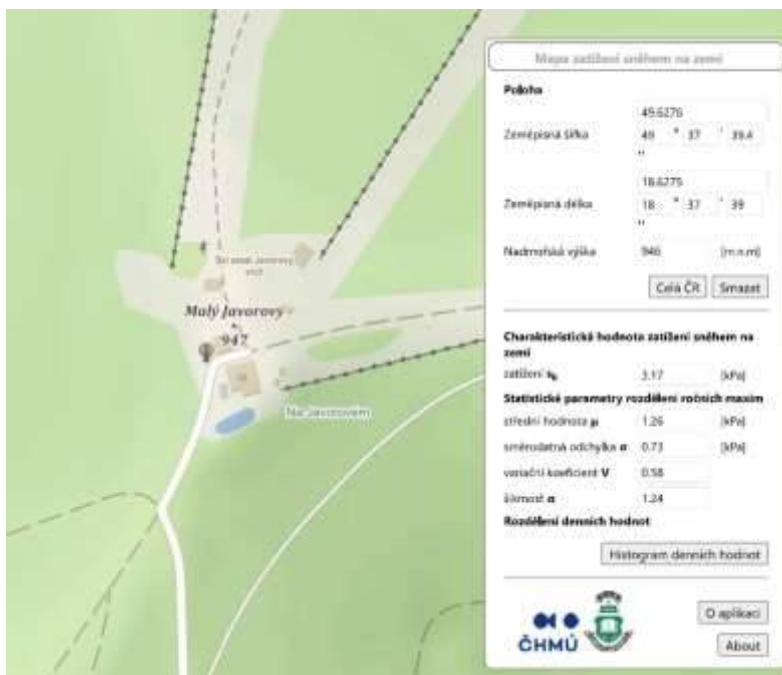 Malý Javorový
947
Na Javorovém
Mapa zatížení sněhem na zemi
Poloha
49.6276
Zeměpisná šířka 49 ° 37 ' 39.4
"
18.6275
Zeměpisná délka 18 ° 37 ' 39
"
Nadmořská výška 946 [m.n.m]
Celá ČR Smazat
Charakteristická hodnota zatížení sněhem na
zemi
zatížení sk 3.17 [kPa]
Statistické parametry rozdělení ročních maxim
střední hodnota μ 1.26 [kPa]
směrodatná odchylka σ 0.73 [kPa]
variační koeficient V 0.58
šikmost α 1.24
Rozdělení denních hodnot
Histogram denních hodnot
ČHMÚ
O aplikaci
About